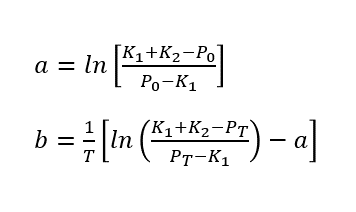 a = ln[(K₁+K₂−P₀)/(P₀−K₁)]
b = 1/T [ln((K₁+K₂−P_T)/(P_T−K₁)) − a]